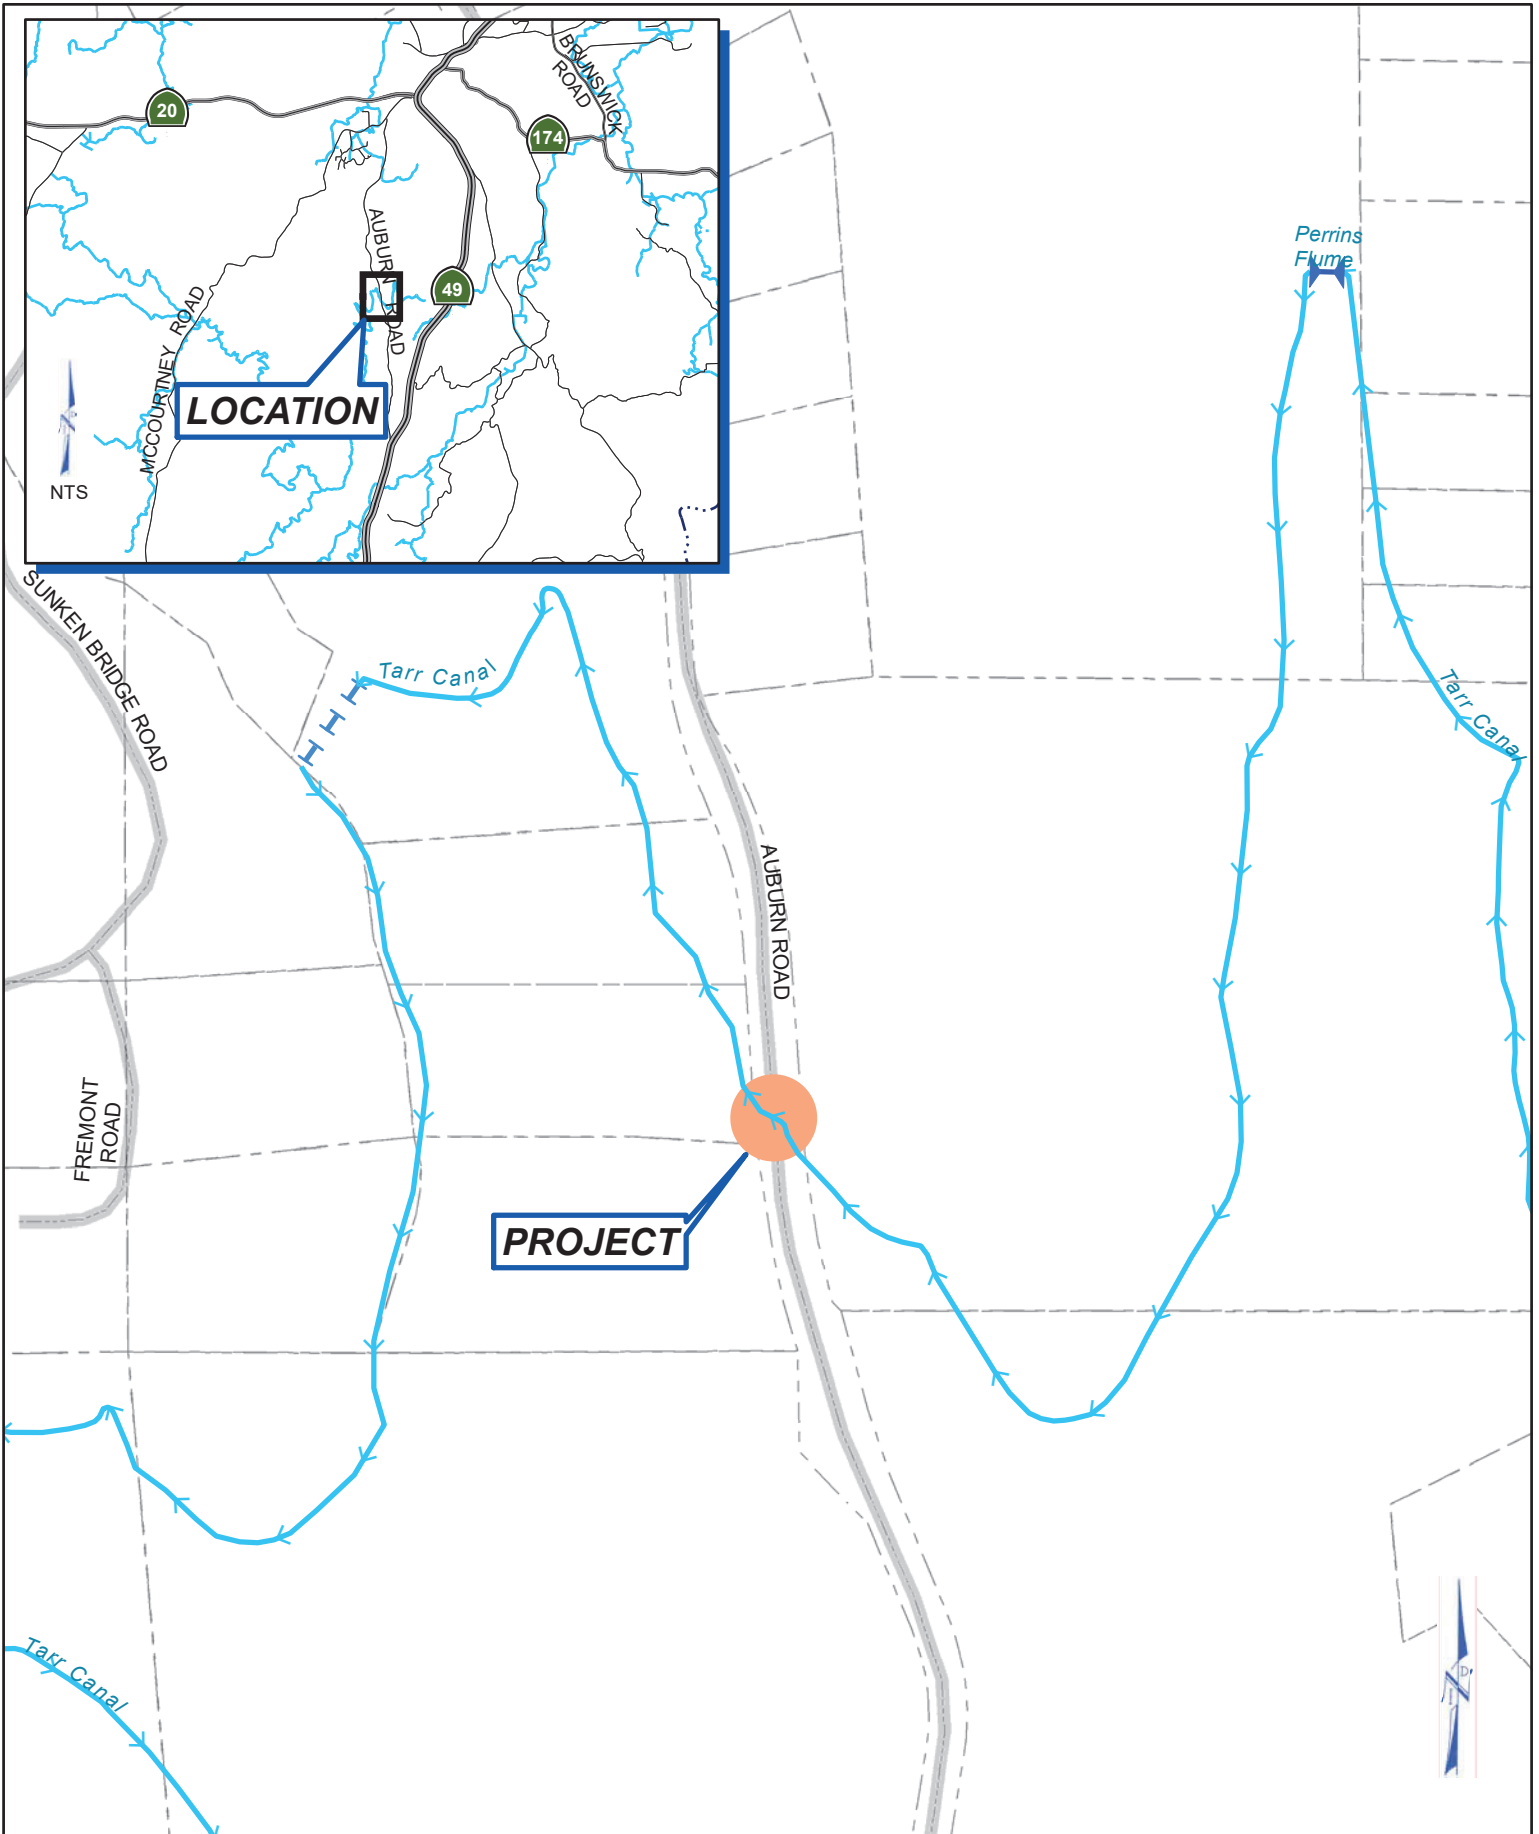 BRUNSWICK
ROAD
20
174
AUBURN ROAD
49
MCCOURTNEY ROAD
LOCATION
NTS
Perrins
Flume
SUNKEN BRIDGE ROAD
Tarr Canal
Tarr Canal
AUBURN ROAD
FREMONT
ROAD
PROJECT
Tarr Canal